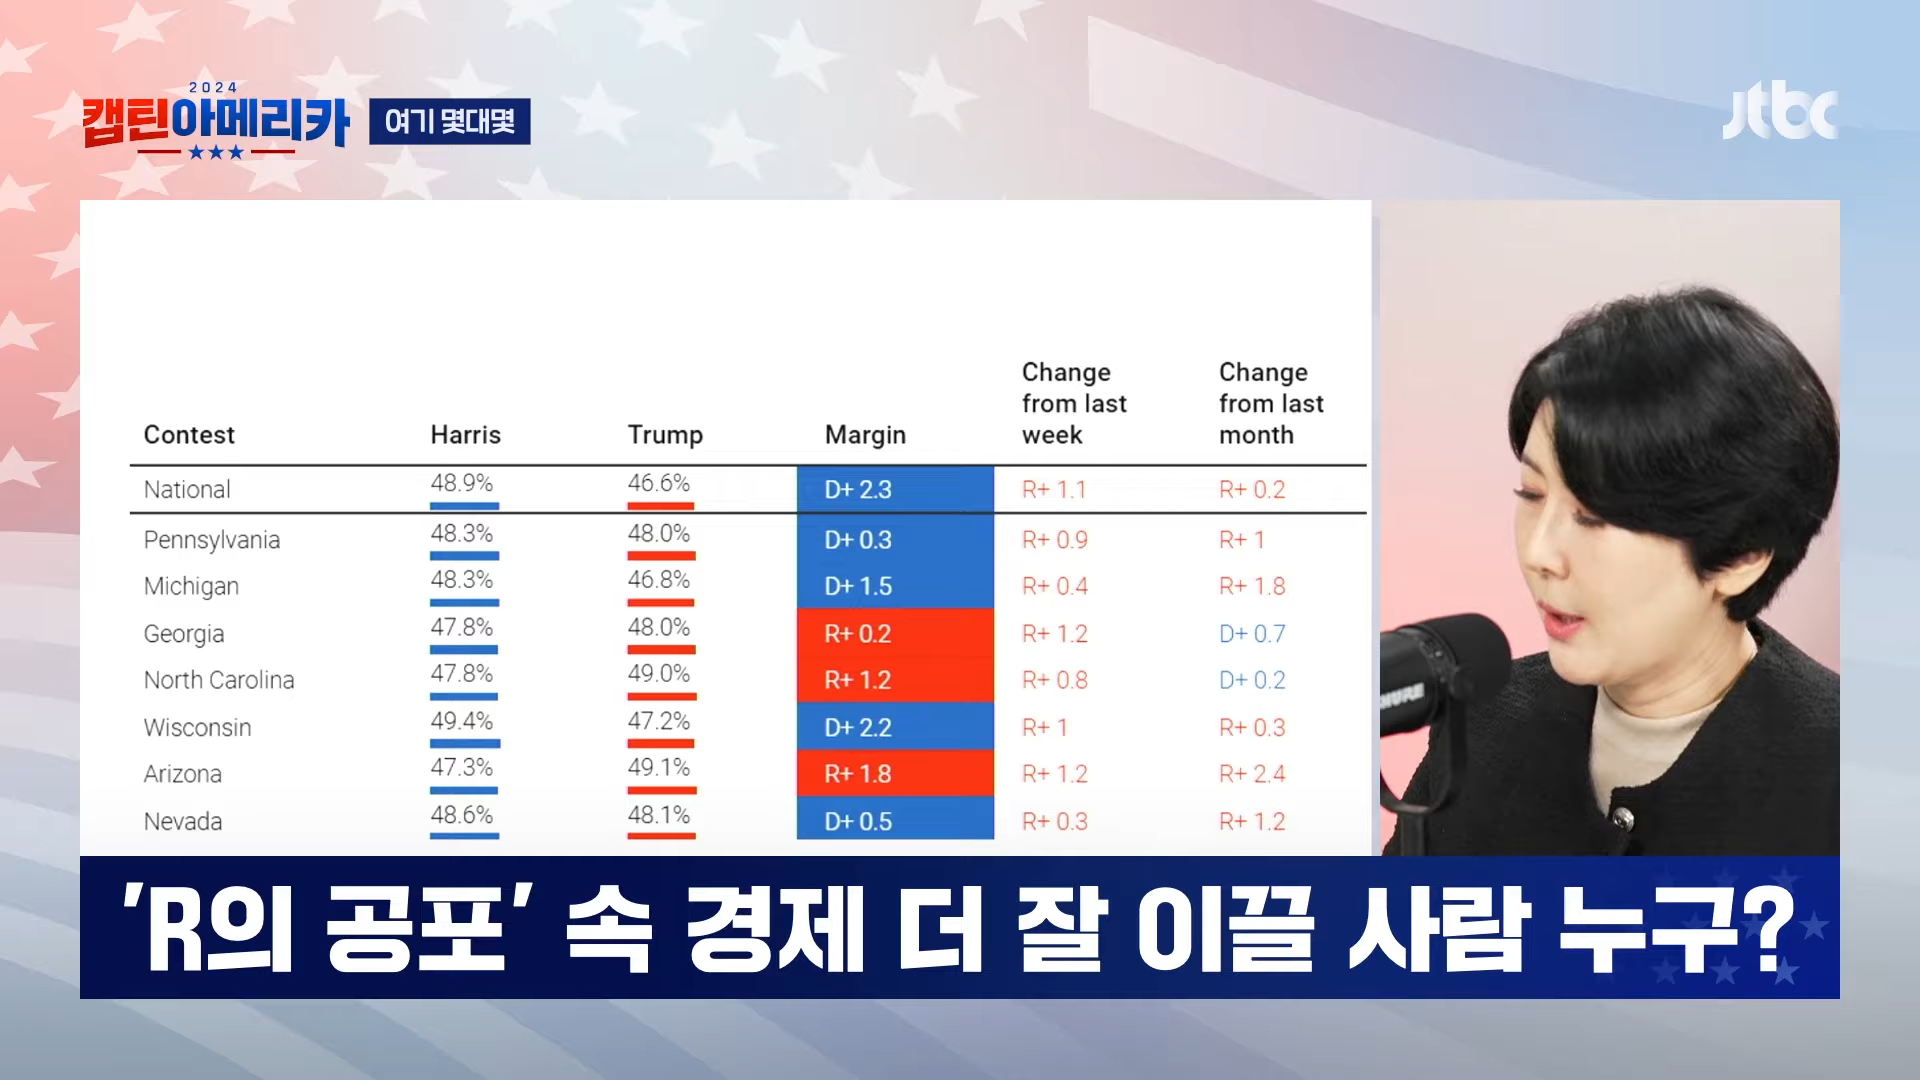 2024
캡틴아메리카
여기 몇대몇
jtbc
Contest Harris Trump Margin Change from last week Change from last month
National 48.9% 46.6% D+ 2.3 R+ 1.1 R+ 0.2
Pennsylvania 48.3% 48.0% D+ 0.3 R+ 0.9 R+ 1
Michigan 48.3% 46.8% D+ 1.5 R+ 0.4 R+ 1.8
Georgia 47.8% 48.0% R+ 0.2 R+ 1.2 D+ 0.7
North Carolina 47.8% 49.0% R+ 1.2 R+ 0.8 D+ 0.2
Wisconsin 49.4% 47.2% D+ 2.2 R+ 1 R+ 0.3
Arizona 47.3% 49.1% R+ 1.8 R+ 1.2 R+ 2.4
Nevada 48.6% 48.1% D+ 0.5 R+ 0.3 R+ 1.2
'R의 공포' 속 경제 더 잘 이끌 사람 누구?